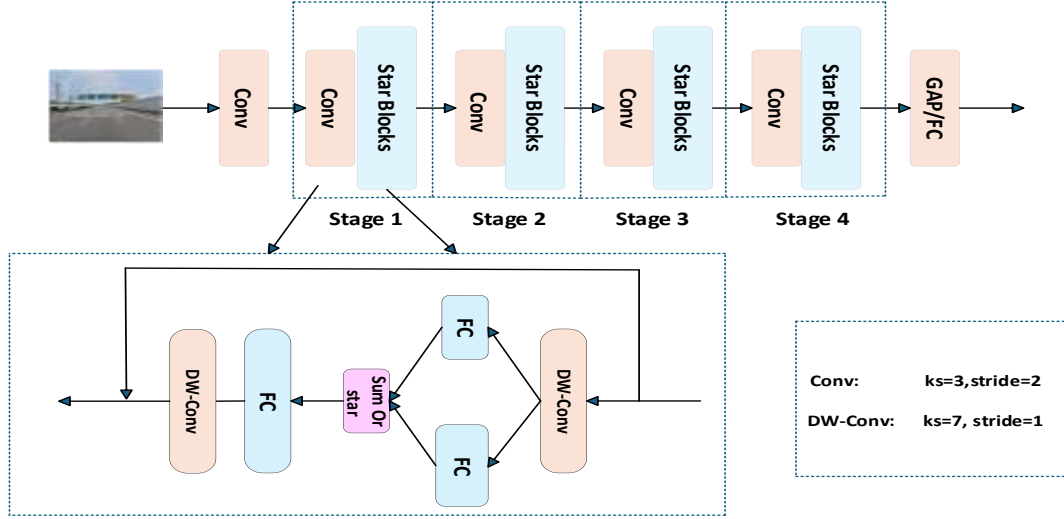 Conv
Conv
Star Blocks
Conv
Star Blocks
Conv
Star Blocks
Conv
Star Blocks
GAP/FC
Stage 1
Stage 2
Stage 3
Stage 4
DW-Conv
FC
Sum Or
star
FC
FC
DW-Conv
Conv: ks=3,stride=2
DW-Conv: ks=7, stride=1